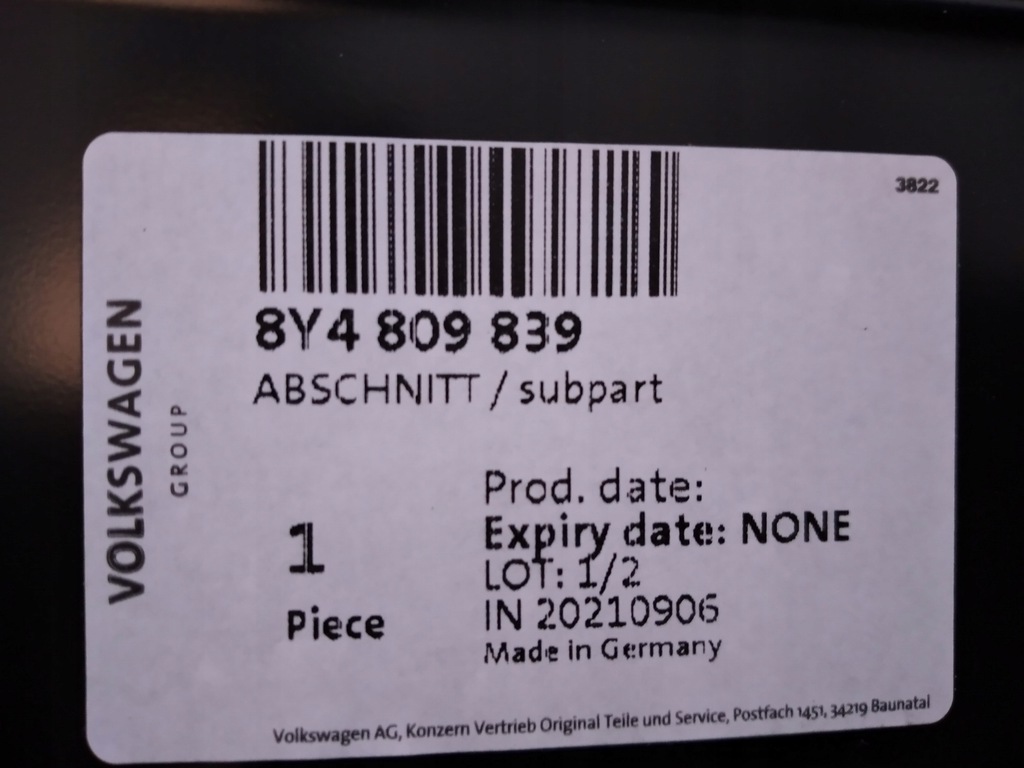 3822
8Y4 809 839
ABSCHNITT / subpart
VOLKSWAGEN
GROUP
1
Piece
Prod. date:
Expiry date: NONE
LOT: 1/2
IN 20210906
Made in Germany
Volkswagen AG, Konzern Vertrieb Original Teile und Service, Postfach 1451, 34219 Baunatal